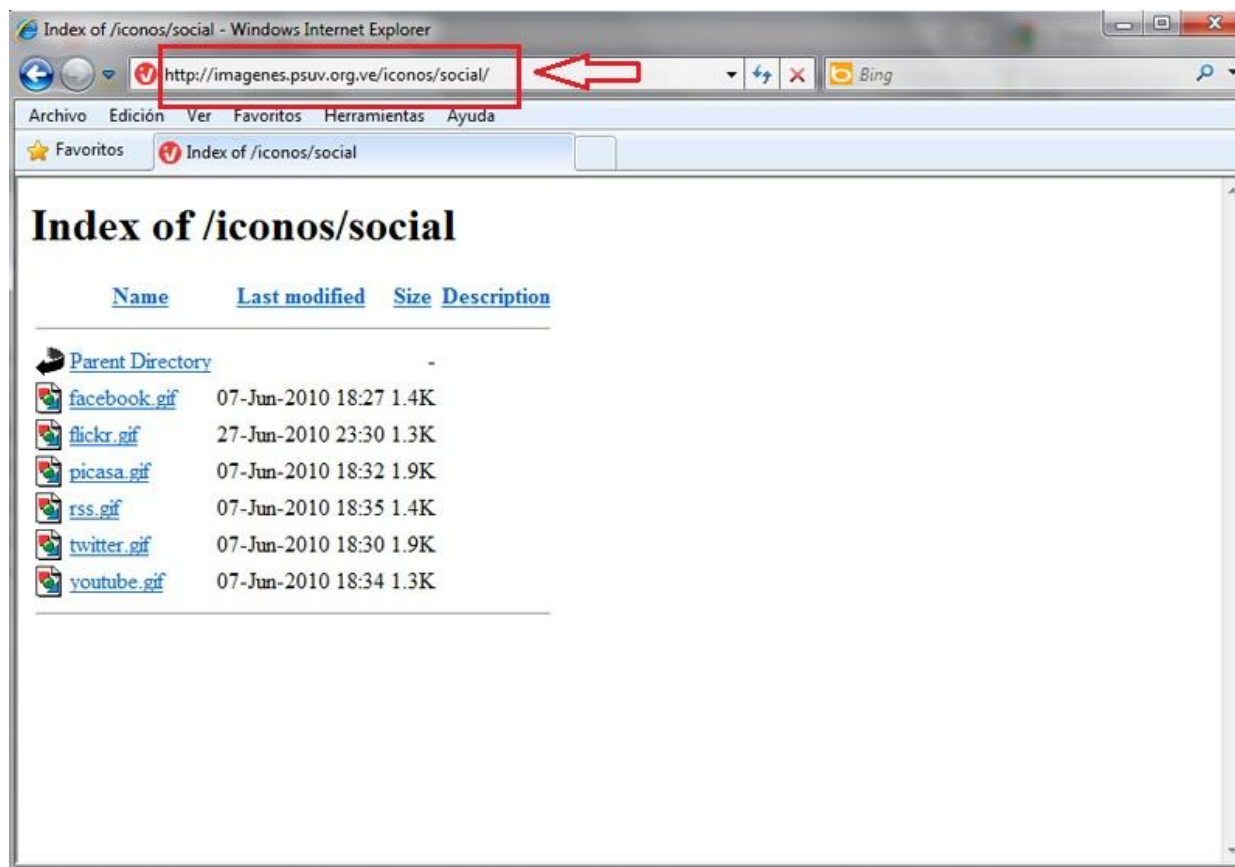 Index of /iconos/social - Windows Internet Explorer
http://imagenes.psuv.org.ve/iconos/social/
Bing
Archivo Edición Ver Favoritos Herramientas Ayuda
Favoritos
Index of /iconos/social
Index of /iconos/social
Name Last modified Size Description
Parent Directory -
facebook.gif 07-Jun-2010 18:27 1.4K
flickr.gif 27-Jun-2010 23:30 1.3K
picasa.gif 07-Jun-2010 18:32 1.9K
rss.gif 07-Jun-2010 18:35 1.4K
twitter.gif 07-Jun-2010 18:30 1.9K
youtube.gif 07-Jun-2010 18:34 1.3K